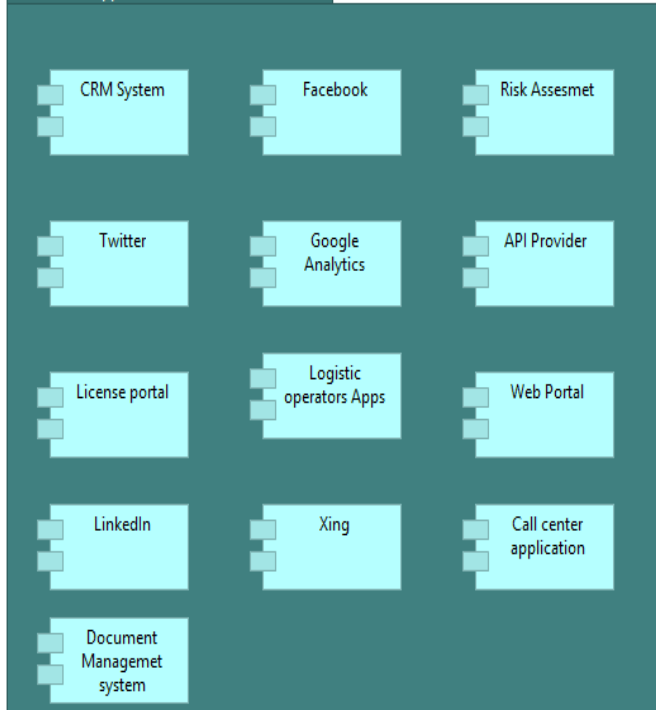 CRM System
Facebook
Risk Assesmet
Twitter
Google
Analytics
API Provider
License portal
Logistic
operators Apps
Web Portal
LinkedIn
Xing
Call center
application
Document
Managemet
system